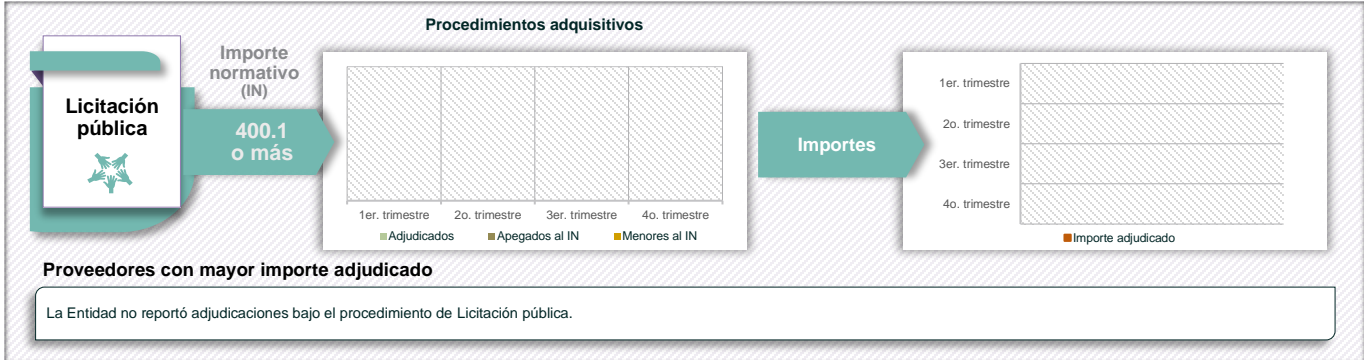 Procedimientos adquisitivos
Licitación
pública
Importe
normativo
(IN)
400.1
o más
1er. trimestre 2o. trimestre 3er. trimestre 4o. trimestre
Adjudicados Apegados al IN Menores al IN
Importes
1er. trimestre
2o. trimestre
3er. trimestre
4o. trimestre
Importe adjudicado
Proveedores con mayor importe adjudicado
La Entidad no reportó adjudicaciones bajo el procedimiento de Licitación pública.